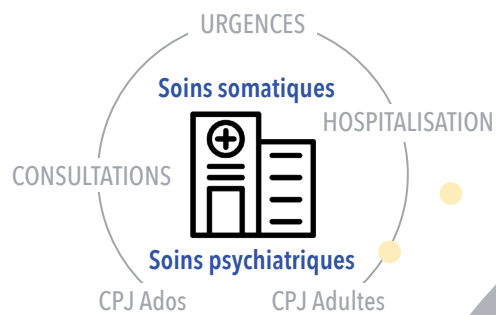 URGENCES
Soins somatiques
HOSPITALISATION
CONSULTATIONS
Soins psychiatriques
CPJ Ados
CPJ Adultes